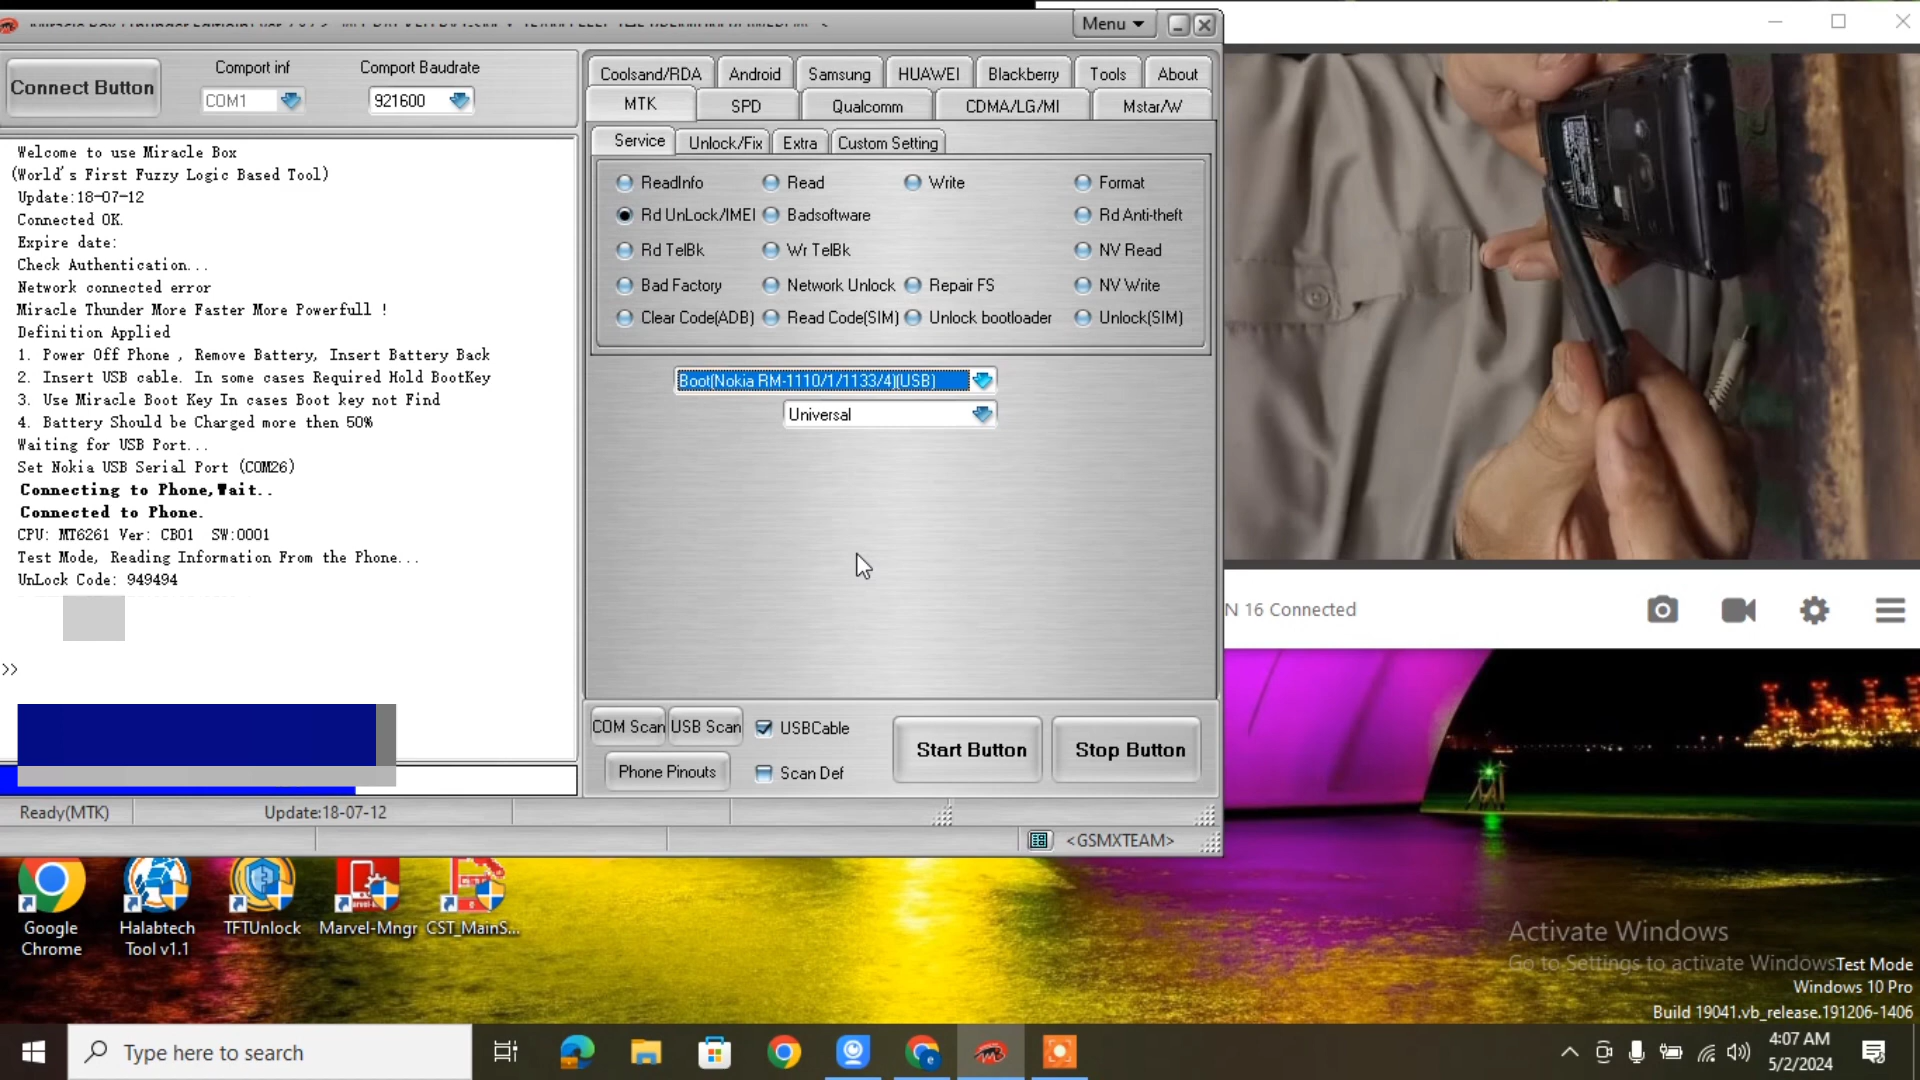 Menu
Connect Button
Comport inf
Comport Baudrate
COM1
921600
Welcome to use Miracle Box
(World's First Fuzzy Logic Based Tool)
Update:18-07-12
Connected OK.
Expire date:
Check Authentication...
Network connected error
Miracle Thunder More Faster More Powerfull !
Definition Applied
1. Power Off Phone , Remove Battery, Insert Battery Back
2. Insert USB cable. In some cases Required Hold BootKey
3. Use Miracle Boot Key In cases Boot key not Find
4. Battery Should be Charged more then 50%
Waiting for USB Port...
Set Nokia USB Serial Port (COM26)
Connecting to Phone,Wait..
Connected to Phone.
CPU: MT6261 Ver: CB01 SW:0001
Test Mode, Reading Information From the Phone...
UnLock Code: 949494
>>
Coolsand/RDA Android Samsung HUAWEI Blackberry Tools About
MTK SPD Qualcomm CDMA/LG/MI Mstar/W
Service Unlock/Fix Extra Custom Setting
ReadInfo Read Write Format
Rd UnLock/IMEI Badsoftware Rd Anti-theft
Rd TelBk Wr TelBk NV Read
Bad Factory Network Unlock Repair FS NV Write
Clear Code(ADB) Read Code(SIM) Unlock bootloader Unlock(SIM)
Boot(Nokia RM-1110/1/1133/4)(USB)
Universal
COM Scan USB Scan USBCable
Phone Pinouts Scan Def
Start Button Stop Button
Ready(MTK) Update:18-07-12
<GSMXTEAM>
N 16 Connected
Google Chrome
Halabtech Tool v1.1
TFTUnlock
Marvel-Mngr
CST_MainS...
Activate Windows
Go to Settings to activate Windows.
Test Mode
Windows 10 Pro
Build 19041.vb_release.191206-1406
Type here to search
4:07 AM
5/2/2024